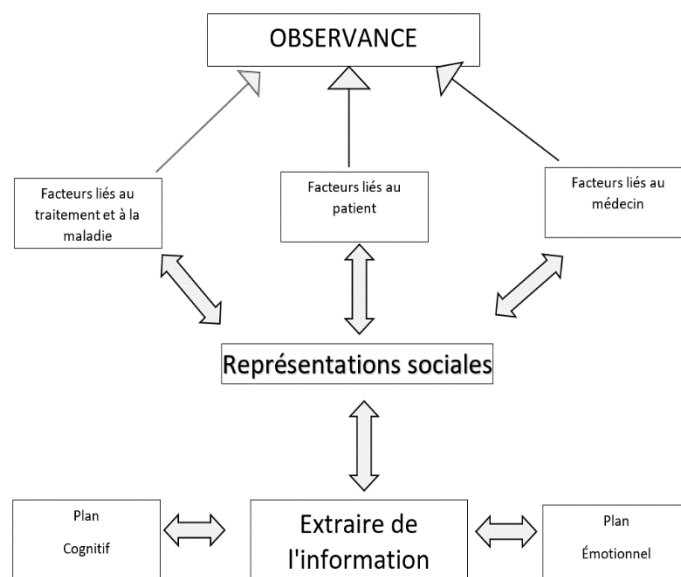 OBSERVANCE
Facteurs liés au
traitement et à la
maladie
Facteurs liés au
patient
Facteurs liés au
médecin
Représentations sociales
Plan
Cognitif
Extraire de
l'information
Plan
Émotionnel